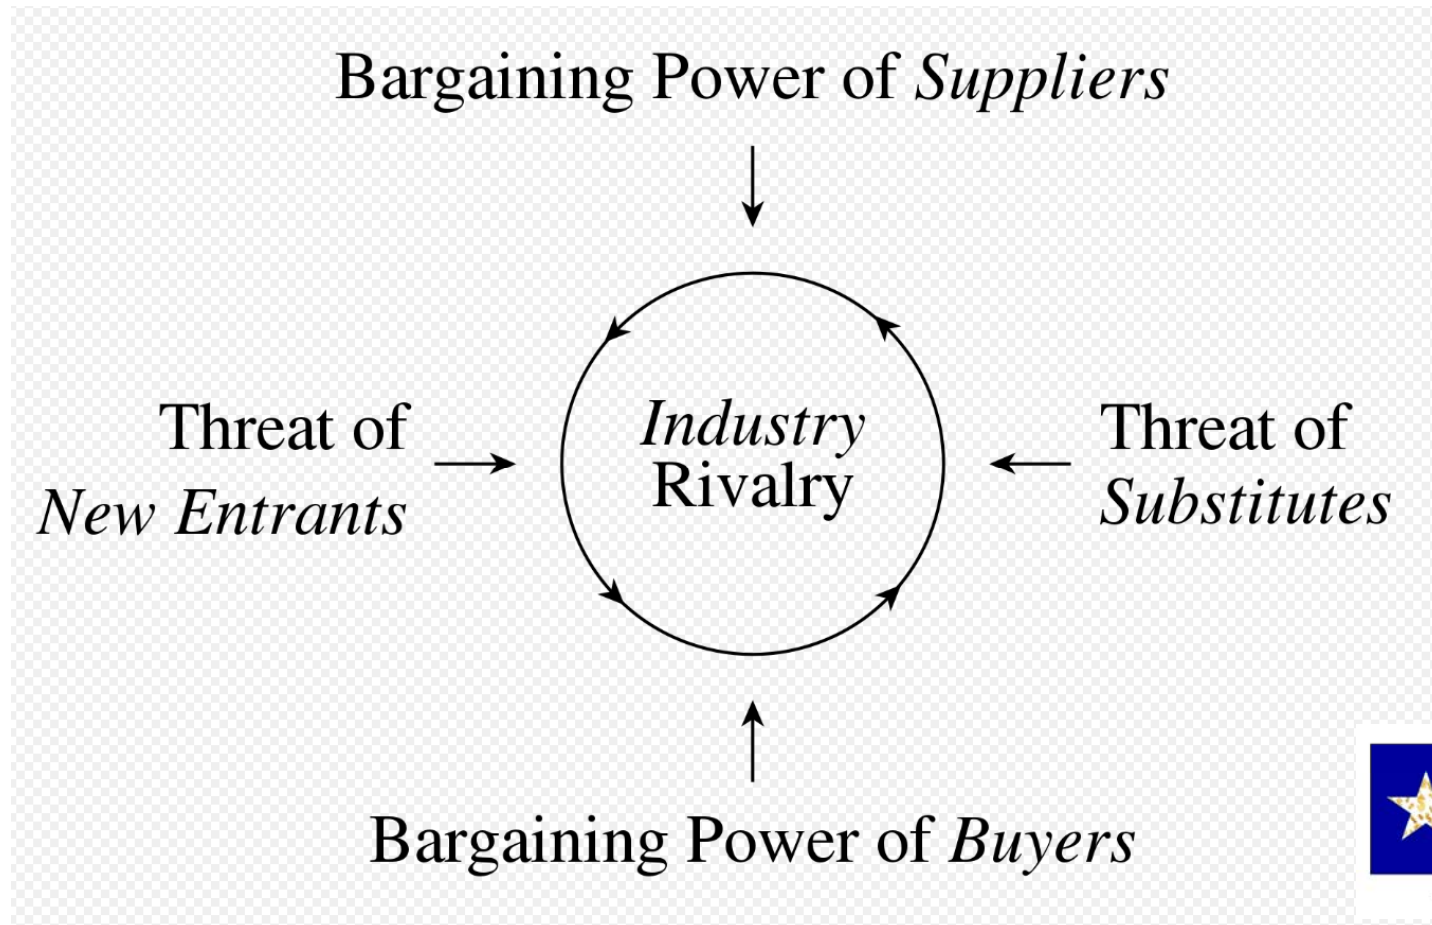 Bargaining Power of Suppliers
Threat of
New Entrants
Industry
Rivalry
Threat of
Substitutes
Bargaining Power of Buyers